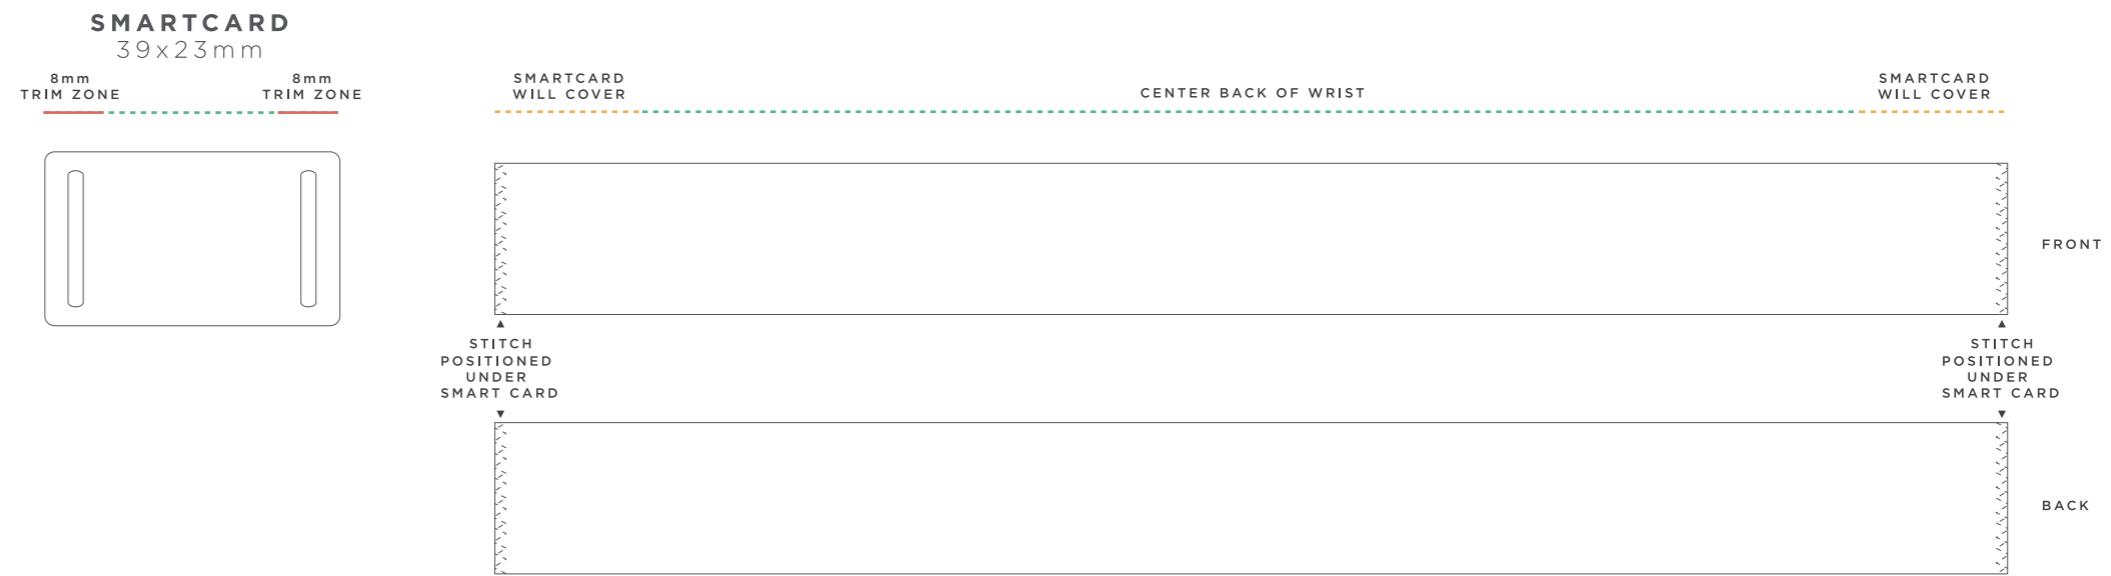 SMARTCARD
39x23mm
8mm
TRIM ZONE
8mm
TRIM ZONE
SMARTCARD
WILL COVER
CENTER BACK OF WRIST
SMARTCARD
WILL COVER
FRONT
STITCH
POSITIONED
UNDER
SMART CARD
STITCH
POSITIONED
UNDER
SMART CARD
BACK